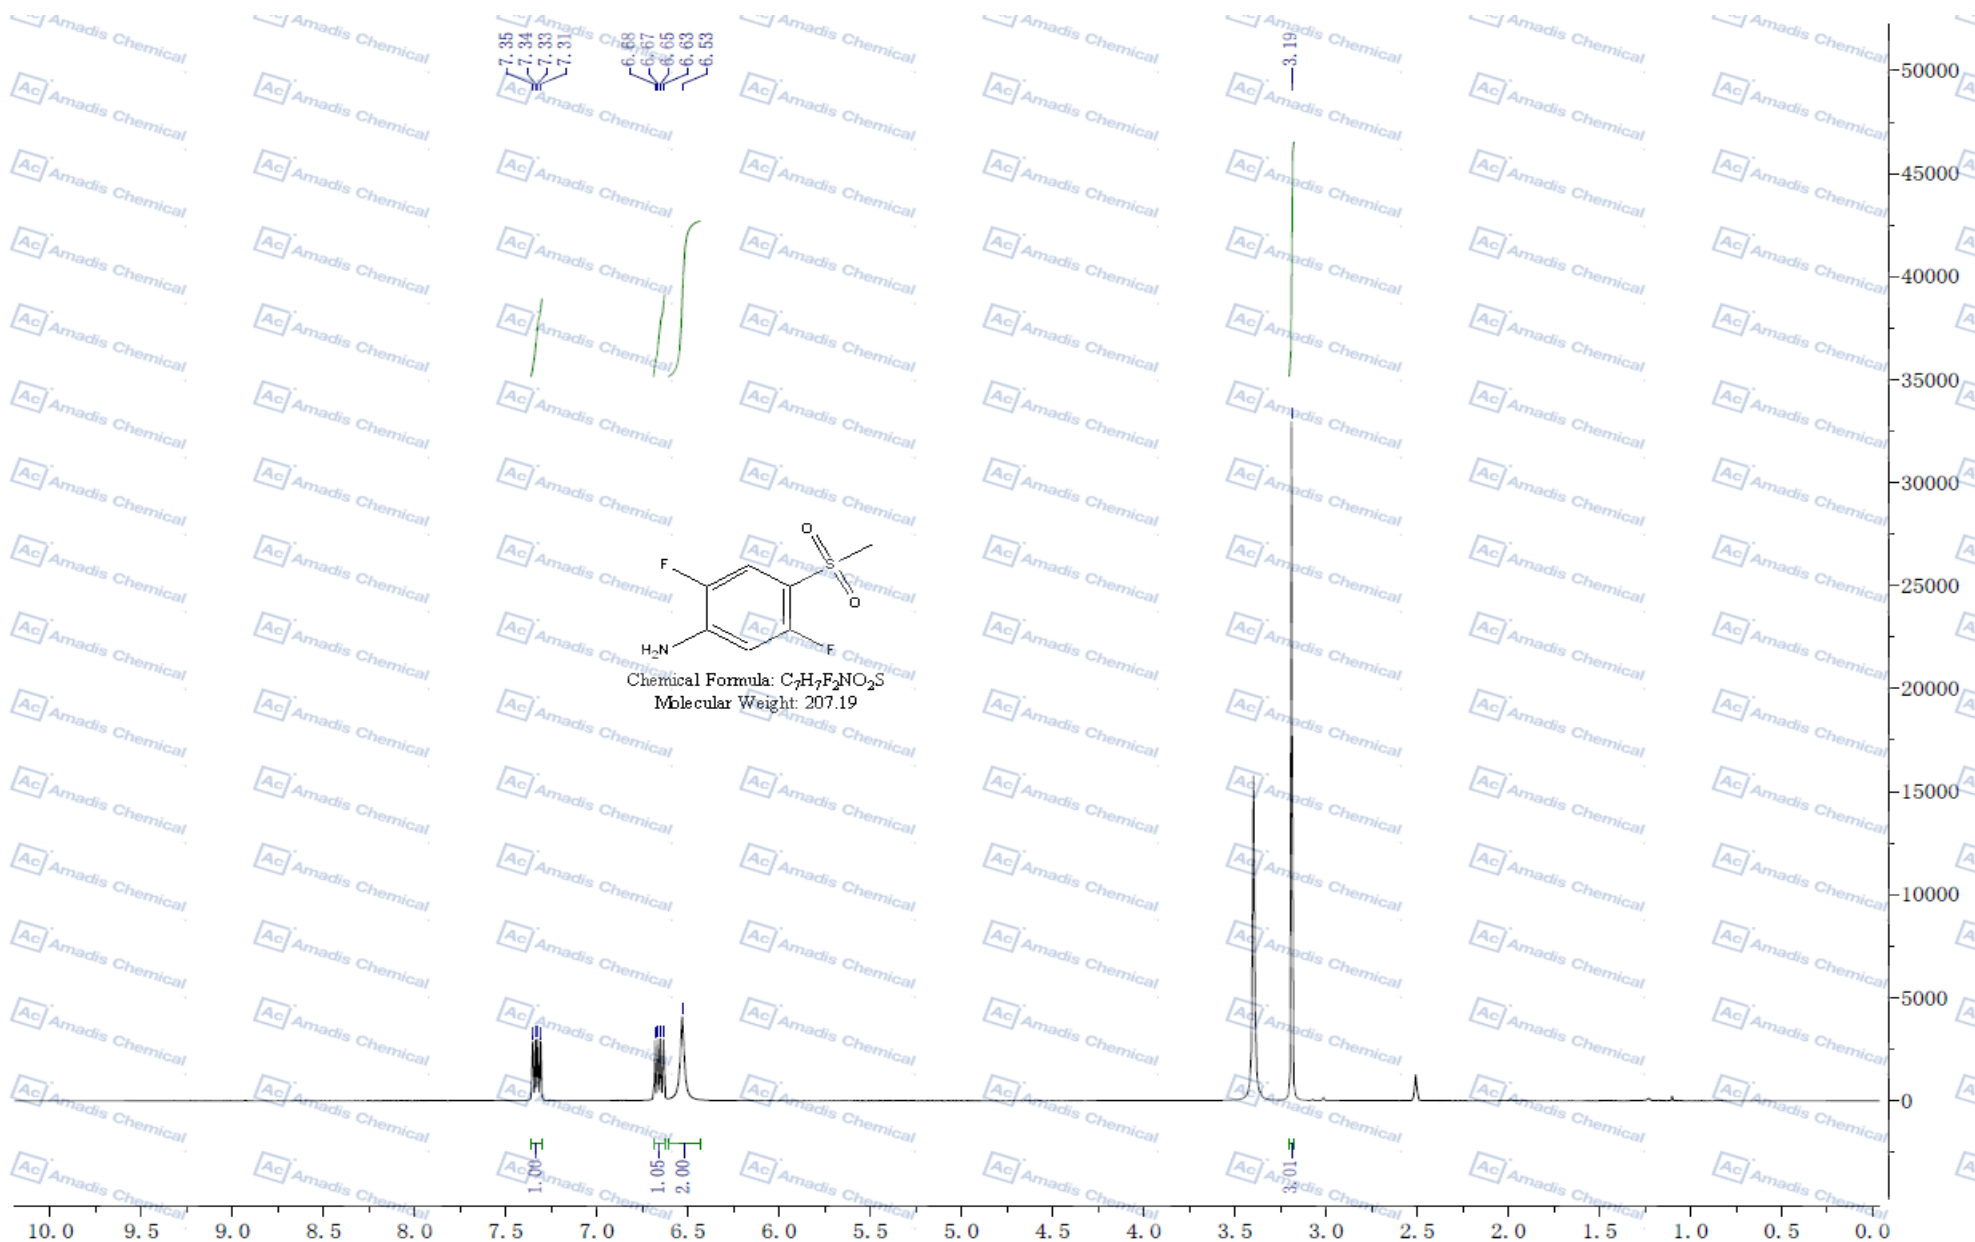 7.35
7.34
7.33
7.31
6.68
6.67
6.65
6.63
6.53
3.19
50000
45000
40000
35000
30000
25000
20000
15000
10000
5000
0
O
S
O
F
F
H₂N
Chemical Formula: C₇H₇F₂NO₂S
Molecular Weight: 207.19
1.00
1.05
2.00
3.01
10.0 9.5 9.0 8.5 8.0 7.5 7.0 6.5 6.0 5.5 5.0 4.5 4.0 3.5 3.0 2.5 2.0 1.5 1.0 0.5 0.0
Ac Amadis Chemical